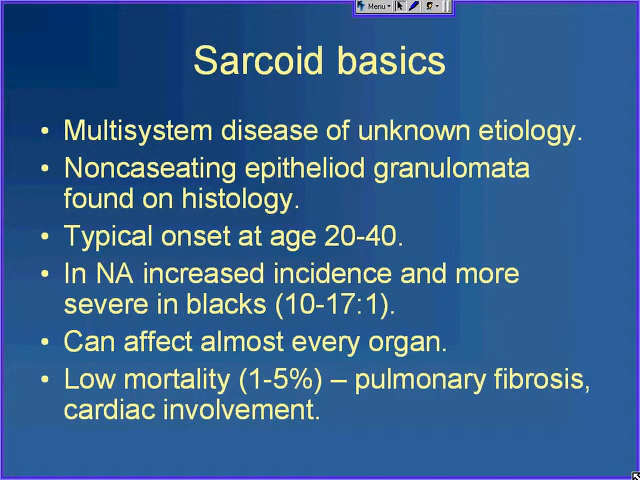 Menu
Sarcoid basics
• Multisystem disease of unknown etiology.
• Noncaseating epitheliod granulomata
found on histology.
• Typical onset at age 20-40.
• In NA increased incidence and more
severe in blacks (10-17:1).
• Can affect almost every organ.
• Low mortality (1-5%) – pulmonary fibrosis,
cardiac involvement.